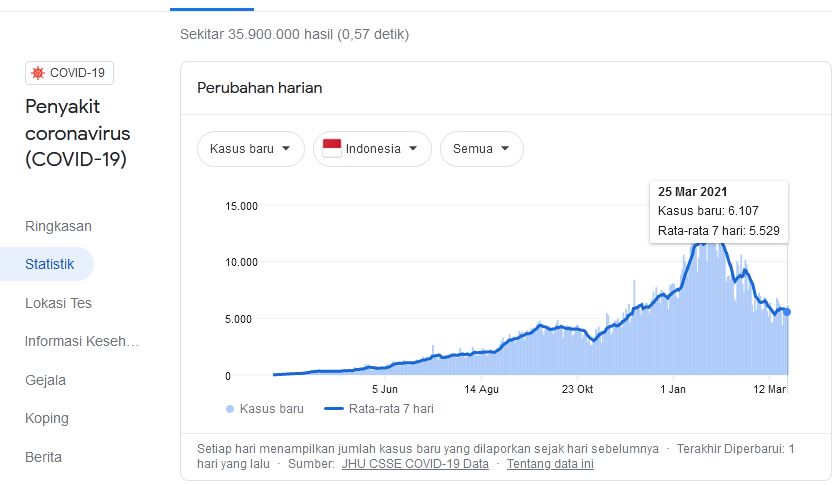 Sekitar 35.900.000 hasil (0,57 detik)
COVID-19
Penyakit
coronavirus
(COVID-19)
Ringkasan
Statistik
Lokasi Tes
Informasi Keseh...
Gejala
Koping
Berita
Perubahan harian
Kasus baru
Indonesia
Semua
25 Mar 2021
Kasus baru: 6.107
Rata-rata 7 hari: 5.529
15.000
10.000
5.000
0
5 Jun
14 Agu
23 Okt
1 Jan
12 Mar
Kasus baru
Rata-rata 7 hari
Setiap hari menampilkan jumlah kasus baru yang dilaporkan sejak hari sebelumnya · Terakhir Diperbarui: 1
hari yang lalu · Sumber: JHU CSSE COVID-19 Data · Tentang data ini